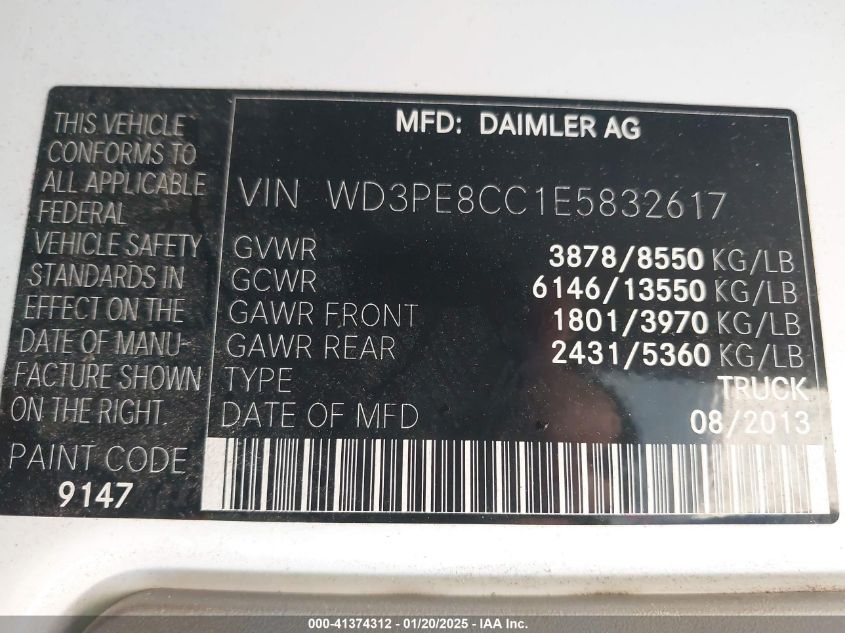 THIS VEHICLE
CONFORMS TO
ALL APPLICABLE
FEDERAL
VEHICLE SAFETY
STANDARDS IN
EFFECT ON THE
DATE OF MANU-
FACTURE SHOWN
ON THE RIGHT.
PAINT CODE
9147
MFD: DAIMLER AG
VIN WD3PE8CC1E5832617
GVWR 3878/8550 KG/LB
GCWR 6146/13550 KG/LB
GAWR FRONT 1801/3970 KG/LB
GAWR REAR 2431/5360 KG/LB
TYPE TRUCK
DATE OF MFD 08/2013
000-41374312 - 01/20/2025 - IAA Inc.